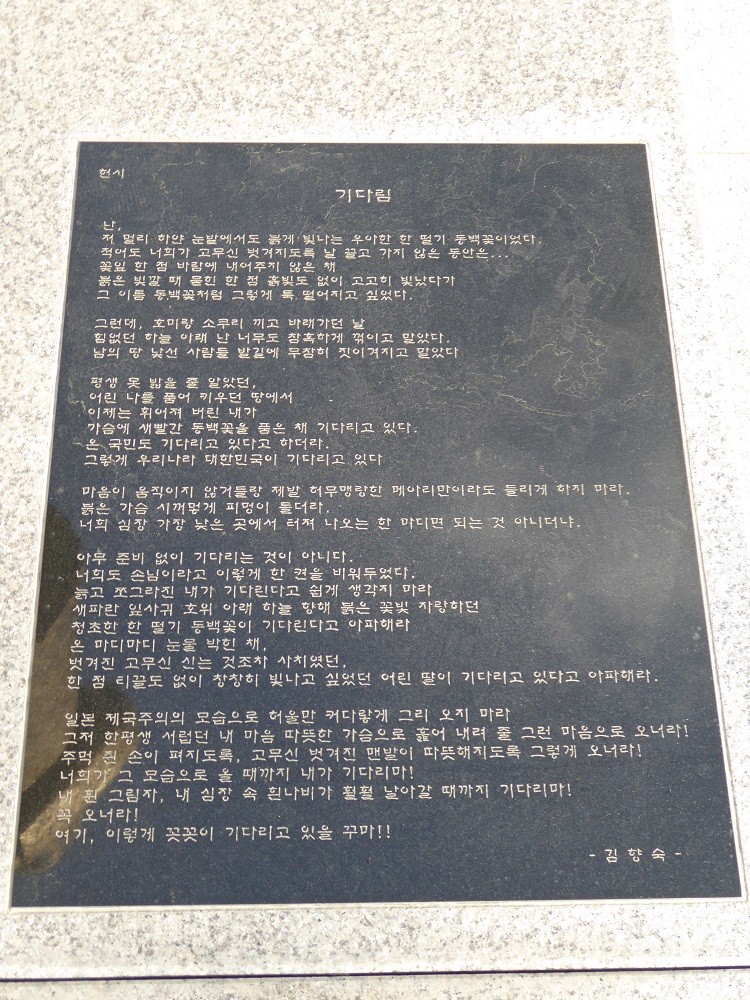 헌시
기다림
난,
저 멀리 하얀 눈밭에서도 붉게 빛나는 우아한 한 떨기 동백꽃이었다.
적어도 너희가 고무신 벗겨지도록 날 끌고 가지 않은 동안은...
꽃잎 한 점 바람에 내어주지 않은 채
붉은 빛깔 때 묻힌 한 점 흙빛도 없이 고고히 빛났다가
그 이름 동백꽃처럼 그렇게 툭 떨어지고 싶었다.
그런데, 호미랑 소무리 끼고 바래가던 날
힘없던 하늘 아래 난 너무도 참혹하게 꺾이고 말았다.
남의 땅 낯선 사람들 발길에 무참히 짓이겨지고 말았다
평생 못 밟을 줄 알았던,
어린 나를 품어 키우던 땅에서
이제는 휘어져 버린 내가
가슴에 새빨간 동백꽃을 품은 채 기다리고 있다.
온 국민도 기다리고 있다고 하더라.
그렇게 우리나라 대한민국이 기다리고 있다
마음이 움직이지 않거들랑 제발 허무맹랑한 메아리만이라도 들리게 하지 마라.
붉은 가슴 시꺼멓게 피멍이 들더라.
너희 심장 가장 낮은 곳에서 터져 나오는 한 마디면 되는 것 아니더냐.
아무 준비 없이 기다리는 것이 아니다.
너희도 손님이라고 이렇게 한 켠을 비워두었다.
늙고 쪼그라진 내가 기다린다고 쉽게 생각지 마라
새파란 잎사귀 호위 아래 하늘 향해 붉은 꽃빛 자랑하던
청초한 한 떨기 동백꽃이 기다린다고 아파해라
온 마디마디 눈물 박힌 채,
벗겨진 고무신 신는 것조차 사치였던,
한 점 티끌도 없이 창창히 빛나고 싶었던 어린 딸이 기다리고 있다고 아파해라.
일본 제국주의의 모습으로 허울만 커다랗게 그리 오지 마라
그저 한평생 서럽던 내 마음 따뜻한 가슴으로 훑어 내려 줄 그런 마음으로 오너라!
주먹 쥔 손이 펴지도록, 고무신 벗겨진 맨발이 따뜻해지도록 그렇게 오너라!
너희가 그 모습으로 올 때까지 내가 기다리마!
내 흰 그림자, 내 심장 속 흰나비가 훨훨 날아갈 때까지 기다리마!
꼭 오너라!
여기, 이렇게 꼿꼿이 기다리고 있을 꾸마!!
- 김 향 숙 -